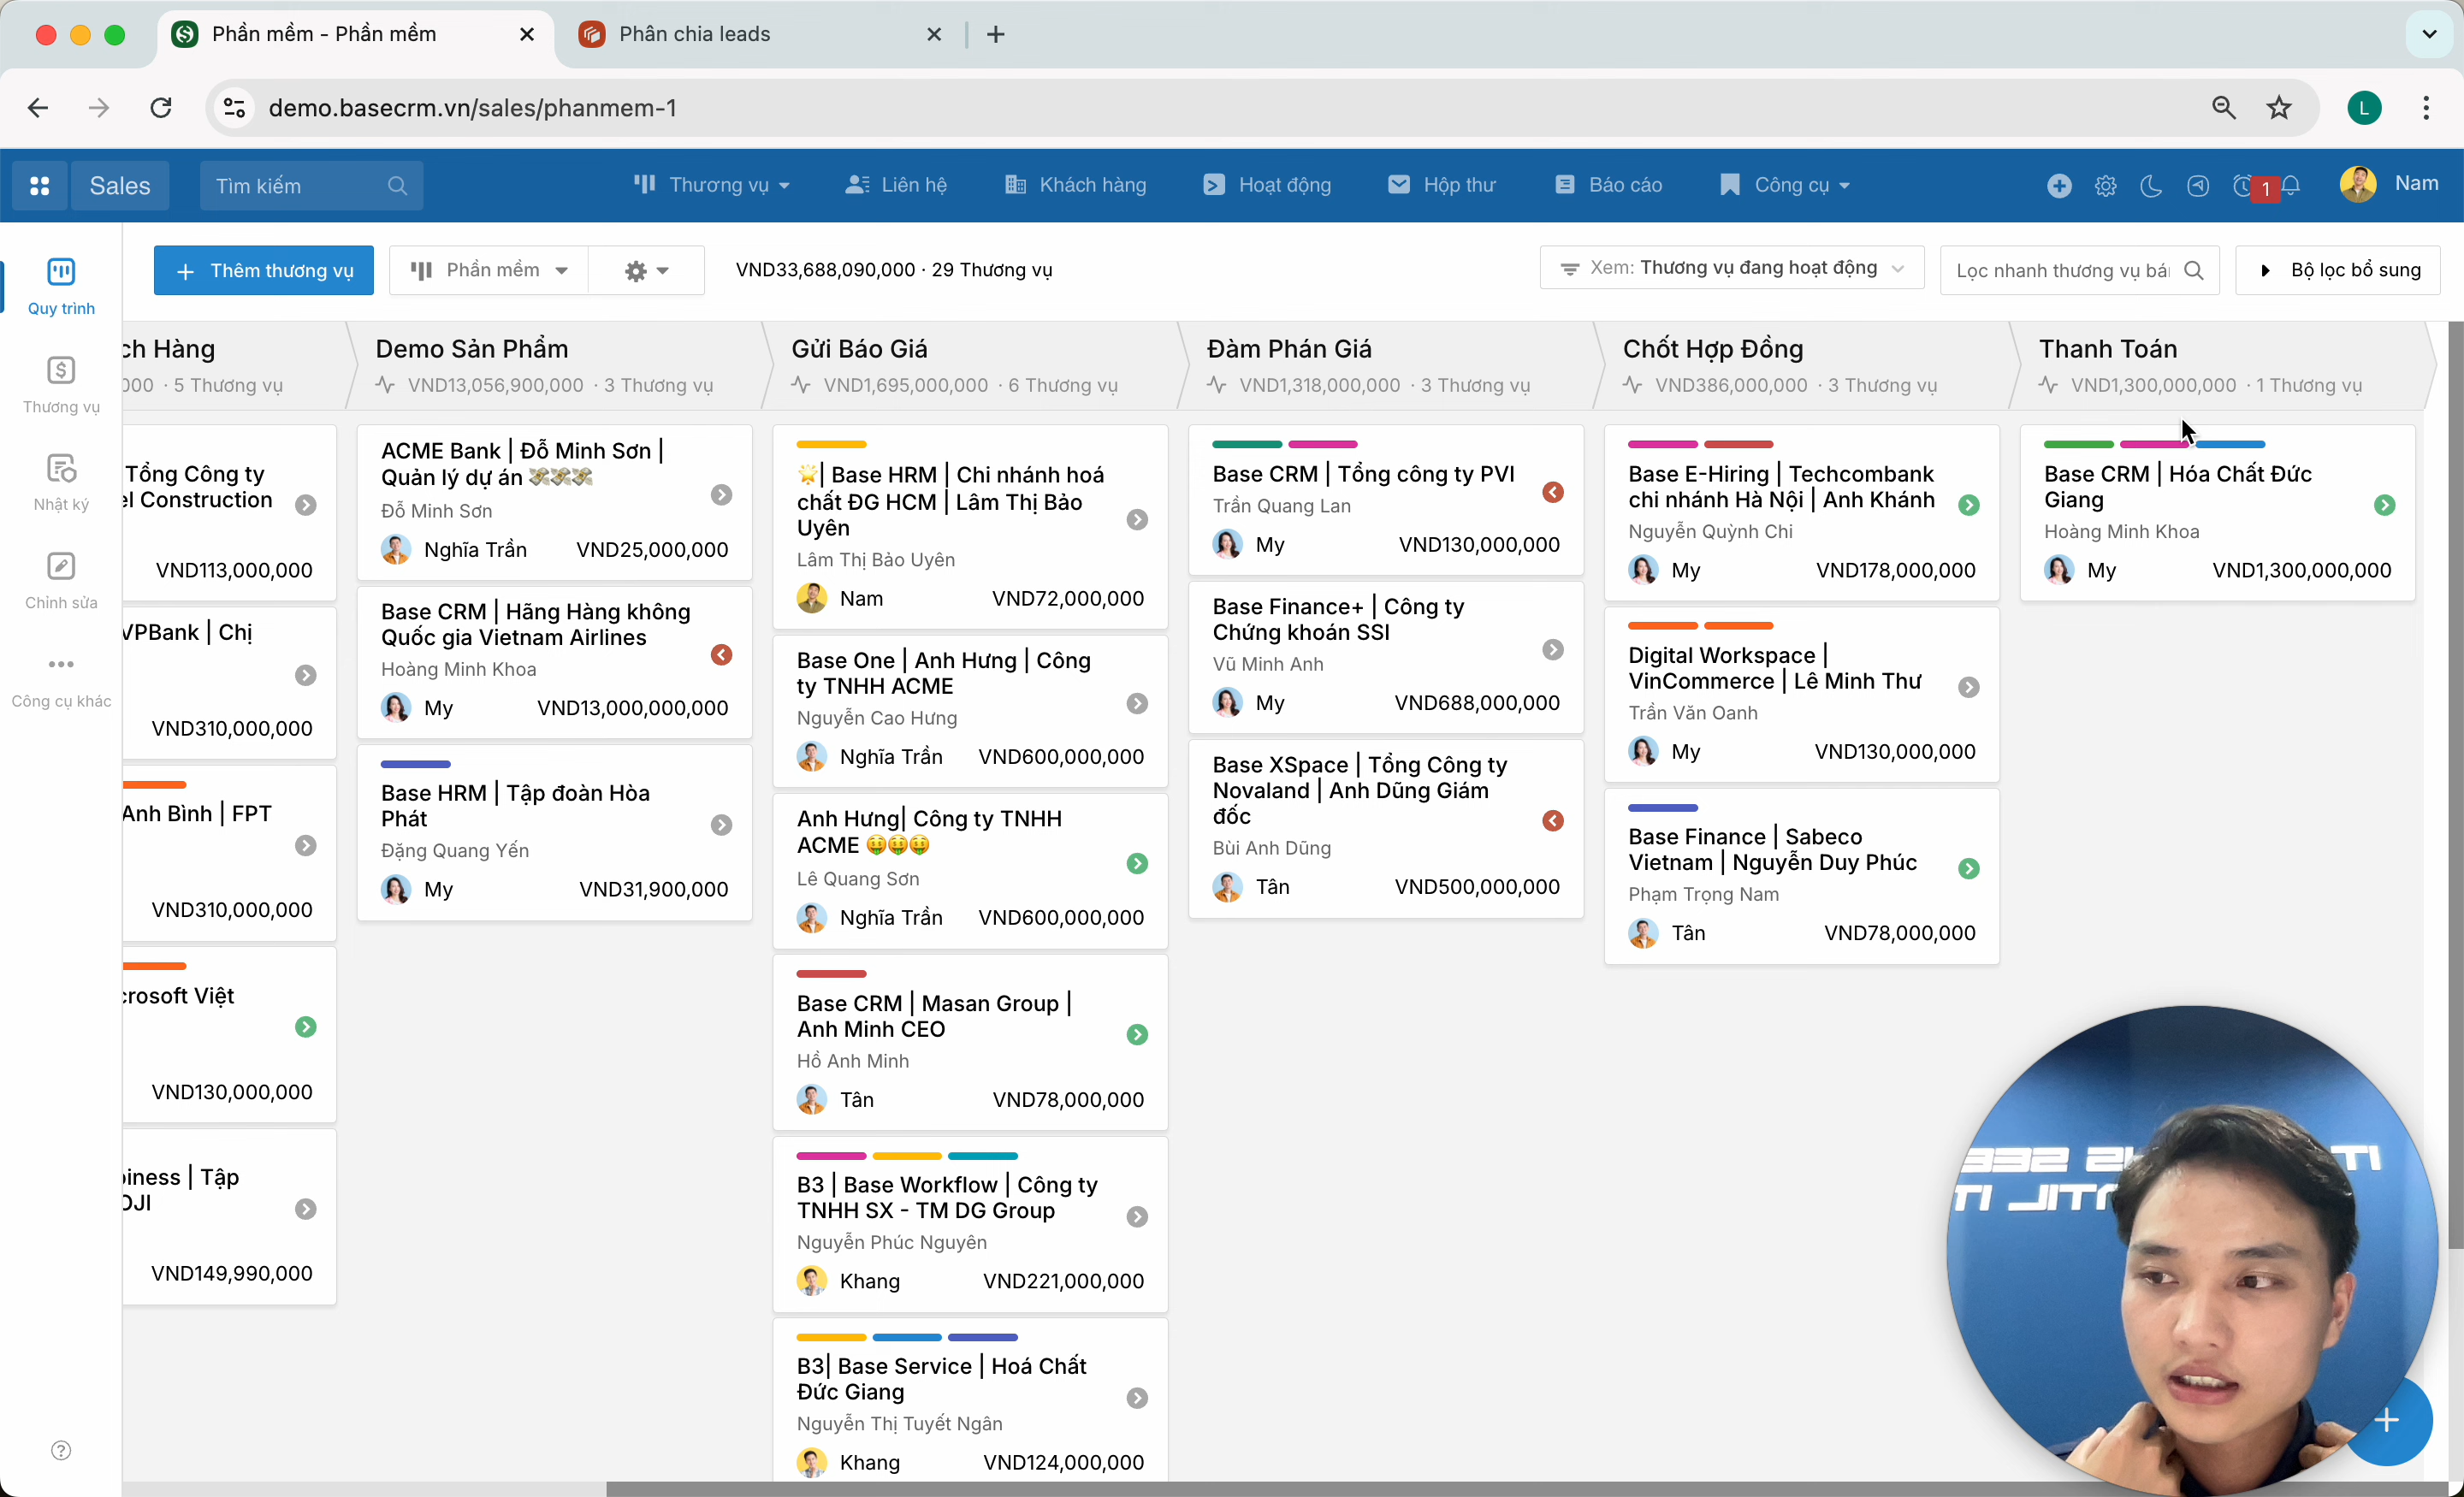 Phần mềm - Phần mềm
Phân chia leads
demo.basecrm.vn/sales/phanmem-1
L
Sales
Tìm kiếm
Thương vụ
Liên hệ
Khách hàng
Hoạt động
Hộp thư
Báo cáo
Công cụ
1
Nam
Quy trình
Thương vụ
Nhật ký
Chỉnh sửa
Công cụ khác
Thêm thương vụ
Phần mềm
VND33,688,090,000 · 29 Thương vụ
Xem: Thương vụ đang hoạt động
Lọc nhanh thương vụ bá
Bộ lọc bổ sung
ch Hàng
000 · 5 Thương vụ
Tổng Công ty
el Construction
VND113,000,000
VPBank | Chị
VND310,000,000
Anh Bình | FPT
VND310,000,000
crosoft Việt
VND130,000,000
iness | Tập
OJI
VND149,990,000
Demo Sản Phẩm
VND13,056,900,000 · 3 Thương vụ
ACME Bank | Đỗ Minh Sơn |
Quản lý dự án 💸💸💸
Đỗ Minh Sơn
Nghĩa Trần VND25,000,000
Base CRM | Hãng Hàng không
Quốc gia Vietnam Airlines
Hoàng Minh Khoa
My VND13,000,000,000
Base HRM | Tập đoàn Hòa
Phát
Đặng Quang Yến
My VND31,900,000
Gửi Báo Giá
VND1,695,000,000 · 6 Thương vụ
🌟| Base HRM | Chi nhánh hoá
chất ĐG HCM | Lâm Thị Bảo
Uyên
Lâm Thị Bảo Uyên
Nam VND72,000,000
Base One | Anh Hưng | Công
ty TNHH ACME
Nguyễn Cao Hưng
Nghĩa Trần VND600,000,000
Anh Hưng| Công ty TNHH
ACME 🤑🤑🤑
Lê Quang Sơn
Nghĩa Trần VND600,000,000
Base CRM | Masan Group |
Anh Minh CEO
Hồ Anh Minh
Tân VND78,000,000
B3 | Base Workflow | Công ty
TNHH SX - TM DG Group
Nguyễn Phúc Nguyên
Khang VND221,000,000
B3| Base Service | Hoá Chất
Đức Giang
Nguyễn Thị Tuyết Ngân
Khang VND124,000,000
Đàm Phán Giá
VND1,318,000,000 · 3 Thương vụ
Base CRM | Tổng công ty PVI
Trần Quang Lan
My VND130,000,000
Base Finance+ | Công ty
Chứng khoán SSI
Vũ Minh Anh
My VND688,000,000
Base XSpace | Tổng Công ty
Novaland | Anh Dũng Giám
đốc
Bùi Anh Dũng
Tân VND500,000,000
Chốt Hợp Đồng
VND386,000,000 · 3 Thương vụ
Base E-Hiring | Techcombank
chi nhánh Hà Nội | Anh Khánh
Nguyễn Quỳnh Chi
My VND178,000,000
Digital Workspace |
VinCommerce | Lê Minh Thư
Trần Văn Oanh
My VND130,000,000
Base Finance | Sabeco
Vietnam | Nguyễn Duy Phúc
Phạm Trọng Nam
Tân VND78,000,000
Thanh Toán
VND1,300,000,000 · 1 Thương vụ
Base CRM | Hóa Chất Đức
Giang
Hoàng Minh Khoa
My VND1,300,000,000